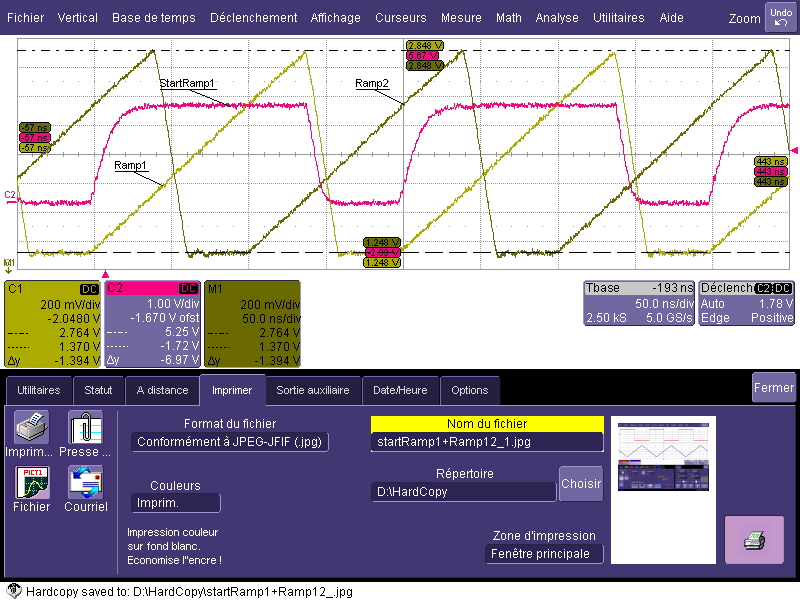 Fichier Vertical Base de temps Déclenchement Affichage Curseurs Mesure Math Analyse Utilitaires Aide Zoom Undo
2.848 V
2.848 V
StartRamp1
Ramp2
-57 ns
-57 ns
-57 ns
Ramp1
443 ns
443 ns
443 ns
C2
M1
1.248 V
1.248 V
C1 DC
200 mV/div
-2.0480 V
2.764 V
1.370 V
Δy -1.394 V
C2 DC
1.00 V/div
-1.670 V ofst
5.25 V
-1.72 V
Δy -6.97 V
M1
200 mV/div
50.0 ns/div
2.764 V
1.370 V
Δy -1.394 V
Tbase -193 ns
50.0 ns/div
2.50 kS 5.0 GS/s
Déclench C2 DC
Auto 1.78 V
Edge Positive
Utilitaires Statut A distance Imprimer Sortie auxiliaire Date/Heure Options Fermer
Imprim... Presse ...
PICT1
Fichier Courriel
Format du fichier
Conformément à JPEG-JFIF (.jpg)
Couleurs
Imprim.
Impression couleur
sur fond blanc.
Economise l"encre !
Nom du fichier
startRamp1+Ramp12_1.jpg
Répertoire
D:\HardCopy
Choisir
Zone d'impression
Fenêtre principale
Hardcopy saved to: D:\HardCopy\startRamp1+Ramp12_.jpg